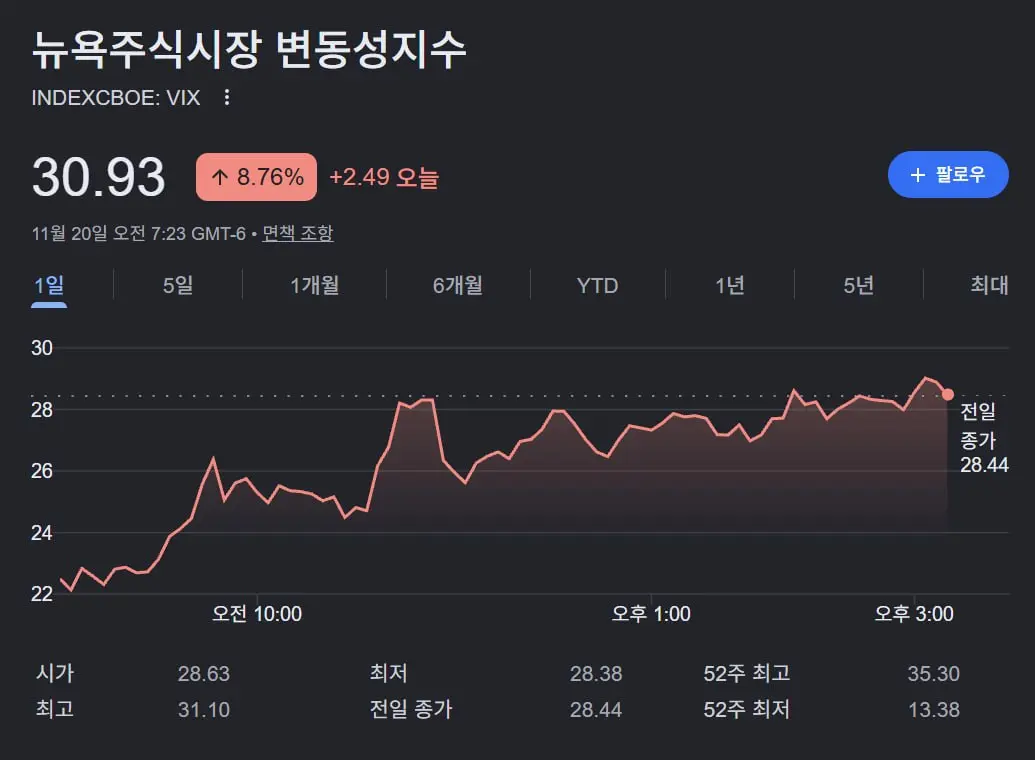 뉴욕주식시장 변동성지수
INDEXCBOE: VIX
30.93 ↑ 8.76% +2.49 오늘
+ 팔로우
11월 20일 오전 7:23 GMT-6 • 면책 조항
1일 5일 1개월 6개월 YTD 1년 5년 최대
30
28
26
24
22
전일
종가
28.44
오전 10:00 오후 1:00 오후 3:00
시가 28.63 최저 28.38 52주 최고 35.30
최고 31.10 전일 종가 28.44 52주 최저 13.38